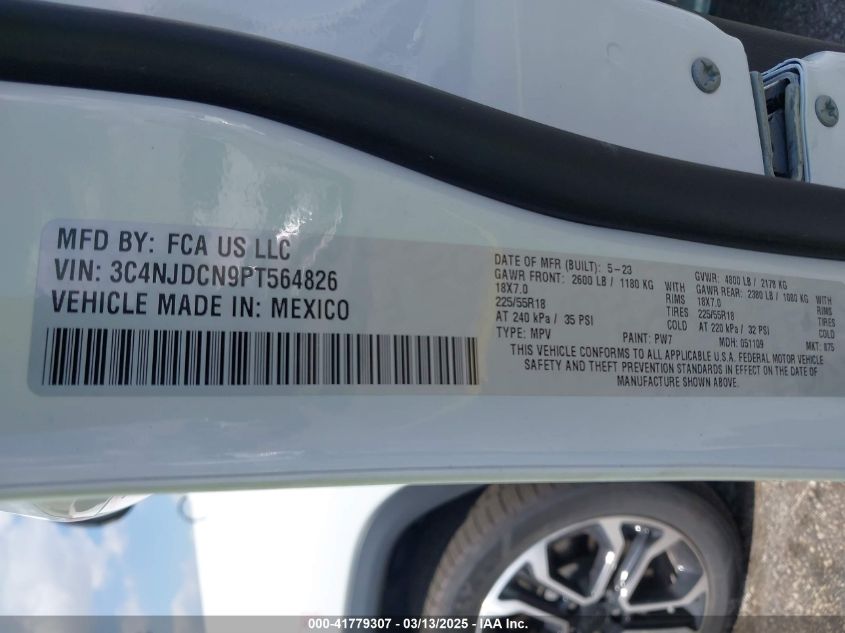 MFD BY: FCA US LLC
VIN: 3C4NJDCN9PT564826
VEHICLE MADE IN: MEXICO
DATE OF MFR (BUILT): 5-23 GVWR: 4800 LB / 2178 KG
GAWR FRONT: 2600 LB / 1180 KG WITH GAWR REAR: 2380 LB / 1080 KG WITH
18X7.0 RIMS 18X7.0 RIMS
225/55R18 TIRES 225/55R18 TIRES
AT 240 kPa / 35 PSI COLD AT 220 kPa / 32 PSI COLD
TYPE: MPV PAINT: PW7 MDH: 051109 MKT: 875
THIS VEHICLE CONFORMS TO ALL APPLICABLE U.S.A. FEDERAL MOTOR VEHICLE
SAFETY AND THEFT PREVENTION STANDARDS IN EFFECT ON THE DATE OF
MANUFACTURE SHOWN ABOVE.
000-41779307 - 03/13/2025 - IAA Inc.